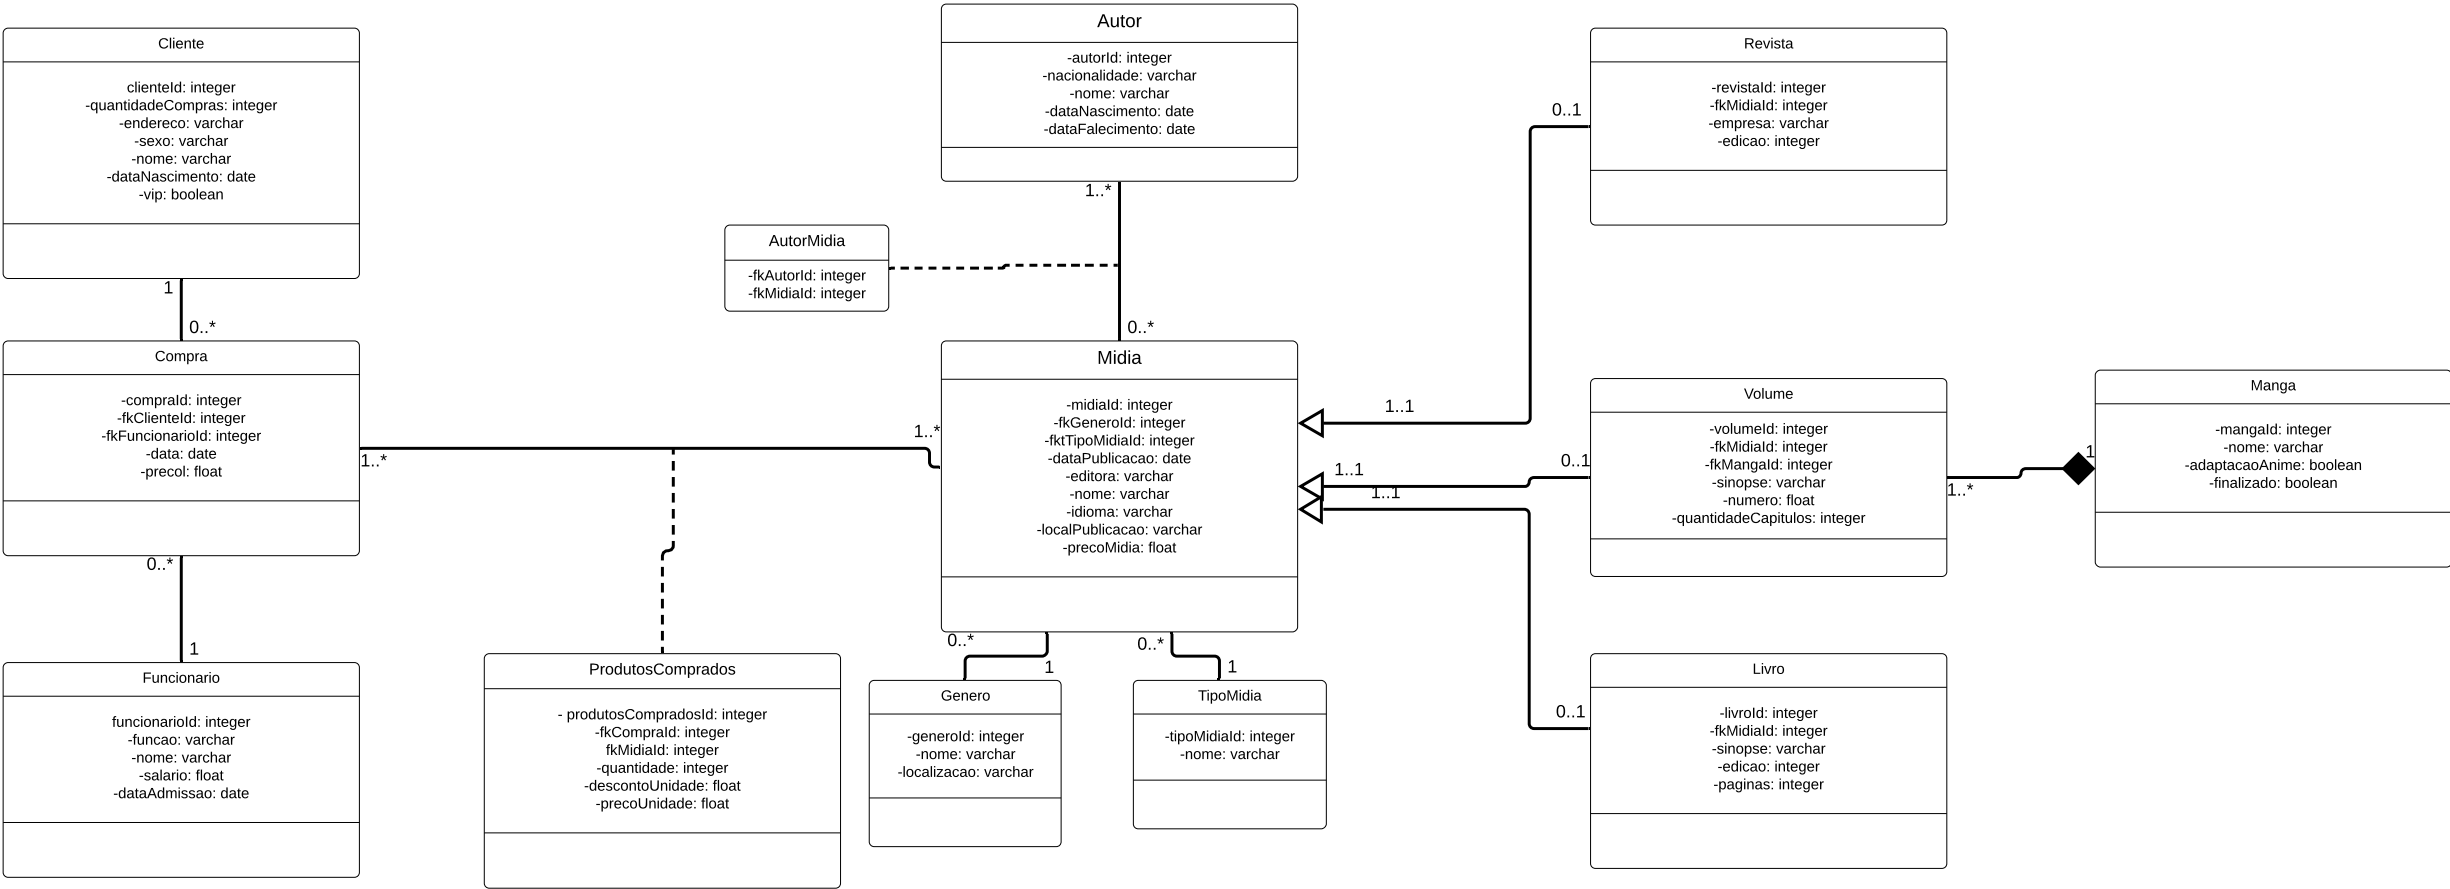 Cliente
clienteId: integer
-quantidadeCompras: integer
-endereco: varchar
-sexo: varchar
-nome: varchar
-dataNascimento: date
-vip: boolean
1
0..*
Compra
-compraId: integer
-fkClienteId: integer
-fkFuncionarioId: integer
-data: date
-precol: float
1..*
1..*
0..*
1
Funcionario
funcionarioId: integer
-funcao: varchar
-nome: varchar
-salario: float
-dataAdmissao: date
ProdutosComprados
- produtosCompradosId: integer
-fkCompraId: integer
fkMidiaId: integer
-quantidade: integer
-descontoUnidade: float
-precoUnidade: float
Autor
-autorId: integer
-nacionalidade: varchar
-nome: varchar
-dataNascimento: date
-dataFalecimento: date
1..*
AutorMidia
-fkAutorId: integer
-fkMidiaId: integer
0..*
Midia
-midiaId: integer
-fkGeneroId: integer
-fktTipoMidiaId: integer
-dataPublicacao: date
-editora: varchar
-nome: varchar
-idioma: varchar
-localPublicacao: varchar
-precoMidia: float
0..*
1
0..*
1
Genero
-generoId: integer
-nome: varchar
-localizacao: varchar
TipoMidia
-tipoMidiaId: integer
-nome: varchar
0..1
1..1
1..1
0..1
1..1
0..1
Revista
-revistaId: integer
-fkMidiaId: integer
-empresa: varchar
-edicao: integer
Volume
-volumeId: integer
-fkMidiaId: integer
-fkMangaId: integer
-sinopse: varchar
-numero: float
-quantidadeCapitulos: integer
1..*
1
Manga
-mangaId: integer
-nome: varchar
-adaptacaoAnime: boolean
-finalizado: boolean
Livro
-livroId: integer
-fkMidiaId: integer
-sinopse: varchar
-edicao: integer
-paginas: integer